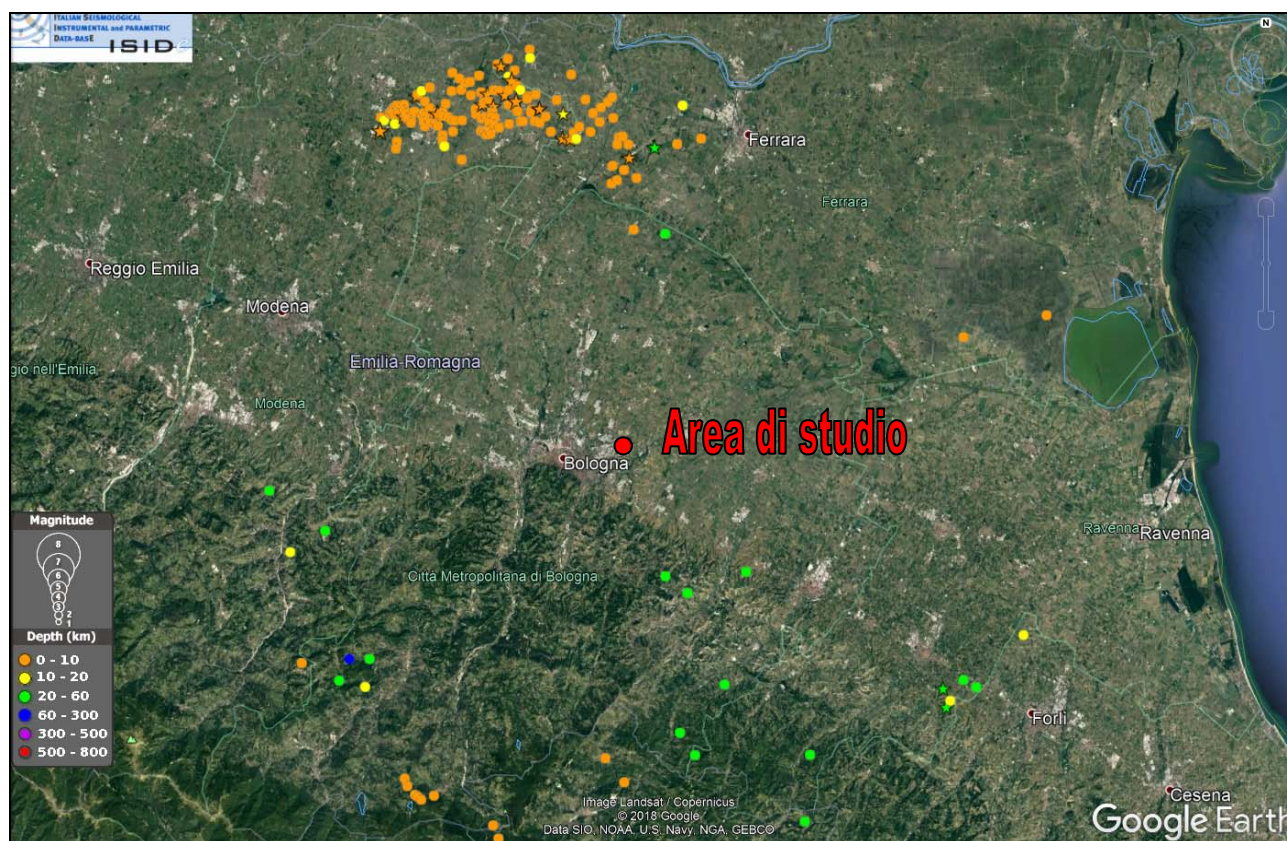 ITALIAN SEISMOLOGICAL
INSTRUMENTAL and PARAMETRIC
DATA-BASE
ISIDe
N
Ferrara
Ferrara
Reggio Emilia
Modena
Emilia-Romagna
gio nell'Emilia
Modena
Area di studio
Bologna
Magnitude
8
7
6
5
4
3
2
1
Depth (km)
0 - 10
10 - 20
20 - 60
60 - 300
300 - 500
500 - 800
Città Metropolitana di Bologna
Ravenna
Ravenna
Forlì
Cesena
Image Landsat / Copernicus
© 2018 Google
Data SIO, NOAA, U.S. Navy, NGA, GEBCO
Google Earth